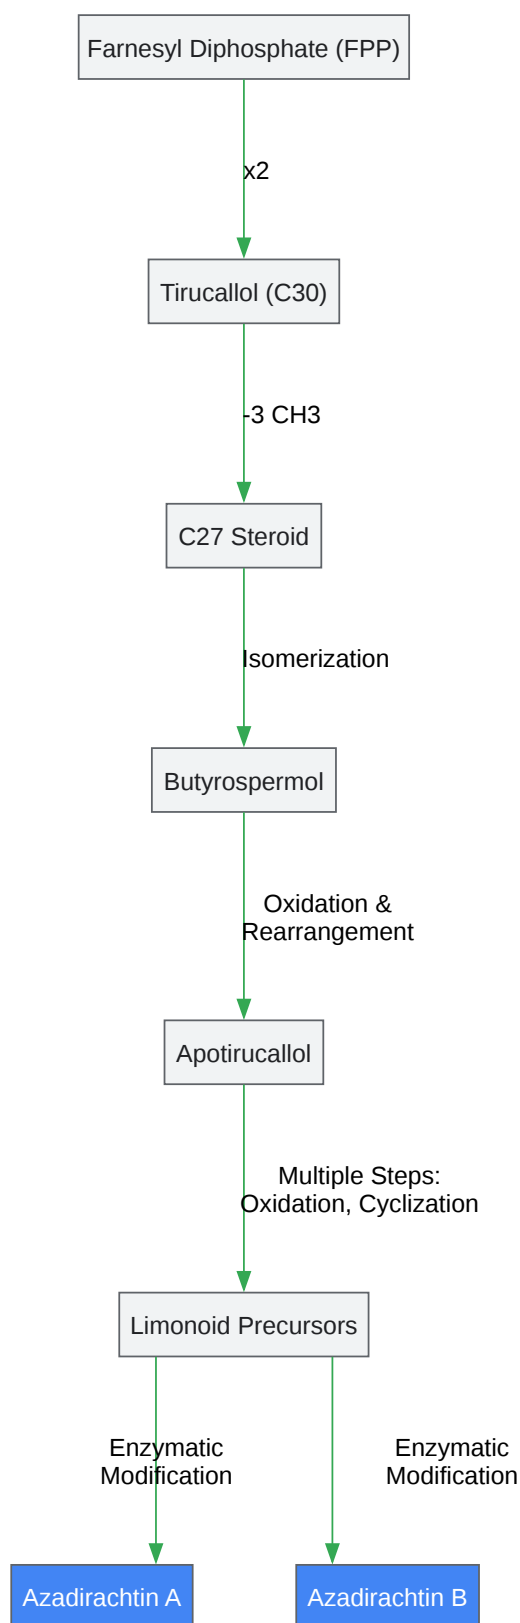 Farnesyl Diphosphate (FPP)
x2
Tirucallol (C30)
-3 CH3
C27 Steroid
Isomerization
Butyrospermol
Oxidation &
Rearrangement
Apotirucallol
Multiple Steps:
Oxidation, Cyclization
Limonoid Precursors
Enzymatic
Modification
Enzymatic
Modification
Azadirachtin A
Azadirachtin B